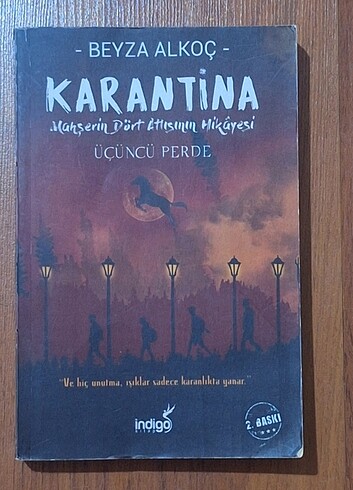 - BEYZA ALKOÇ -
KARANTİNA
Mahşerin Dört Atlısının Hikâyesi
ÜÇÜNCÜ PERDE
"Ve hiç unutma, ışıklar sadece karanlıkta yanar."
indigo
kitap
2. BASKI